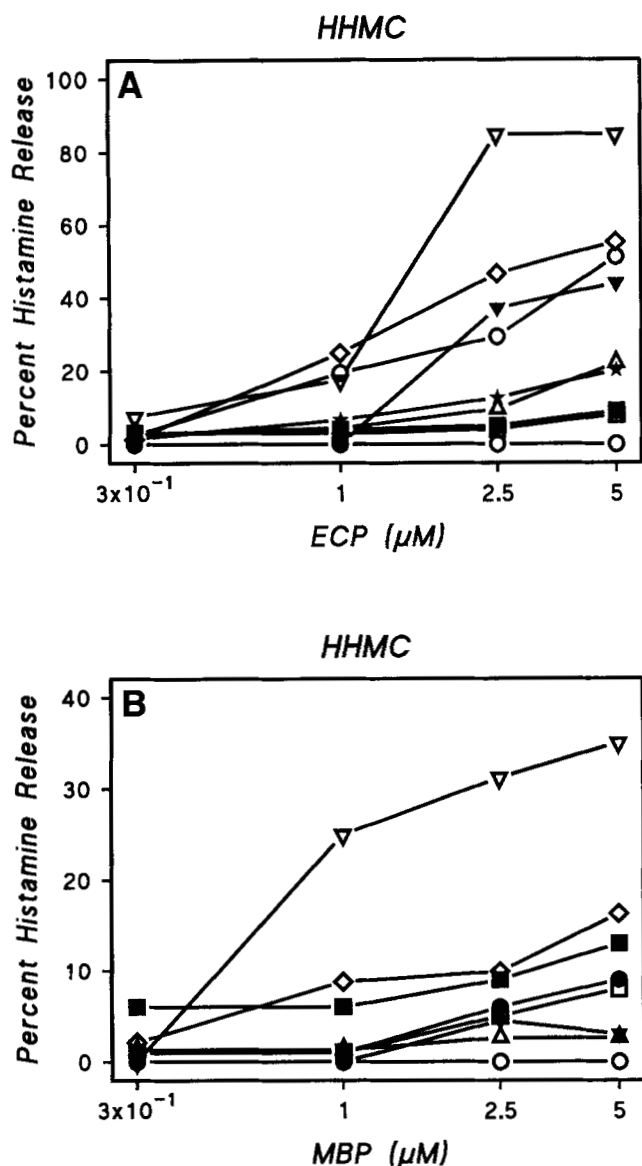 HHMC
A
Percent Histamine Release
100
80
60
40
20
0
3x10⁻¹ 1 2.5 5
ECP (μM)
HHMC
B
Percent Histamine Release
40
30
20
10
0
3x10⁻¹ 1 2.5 5
MBP (μM)